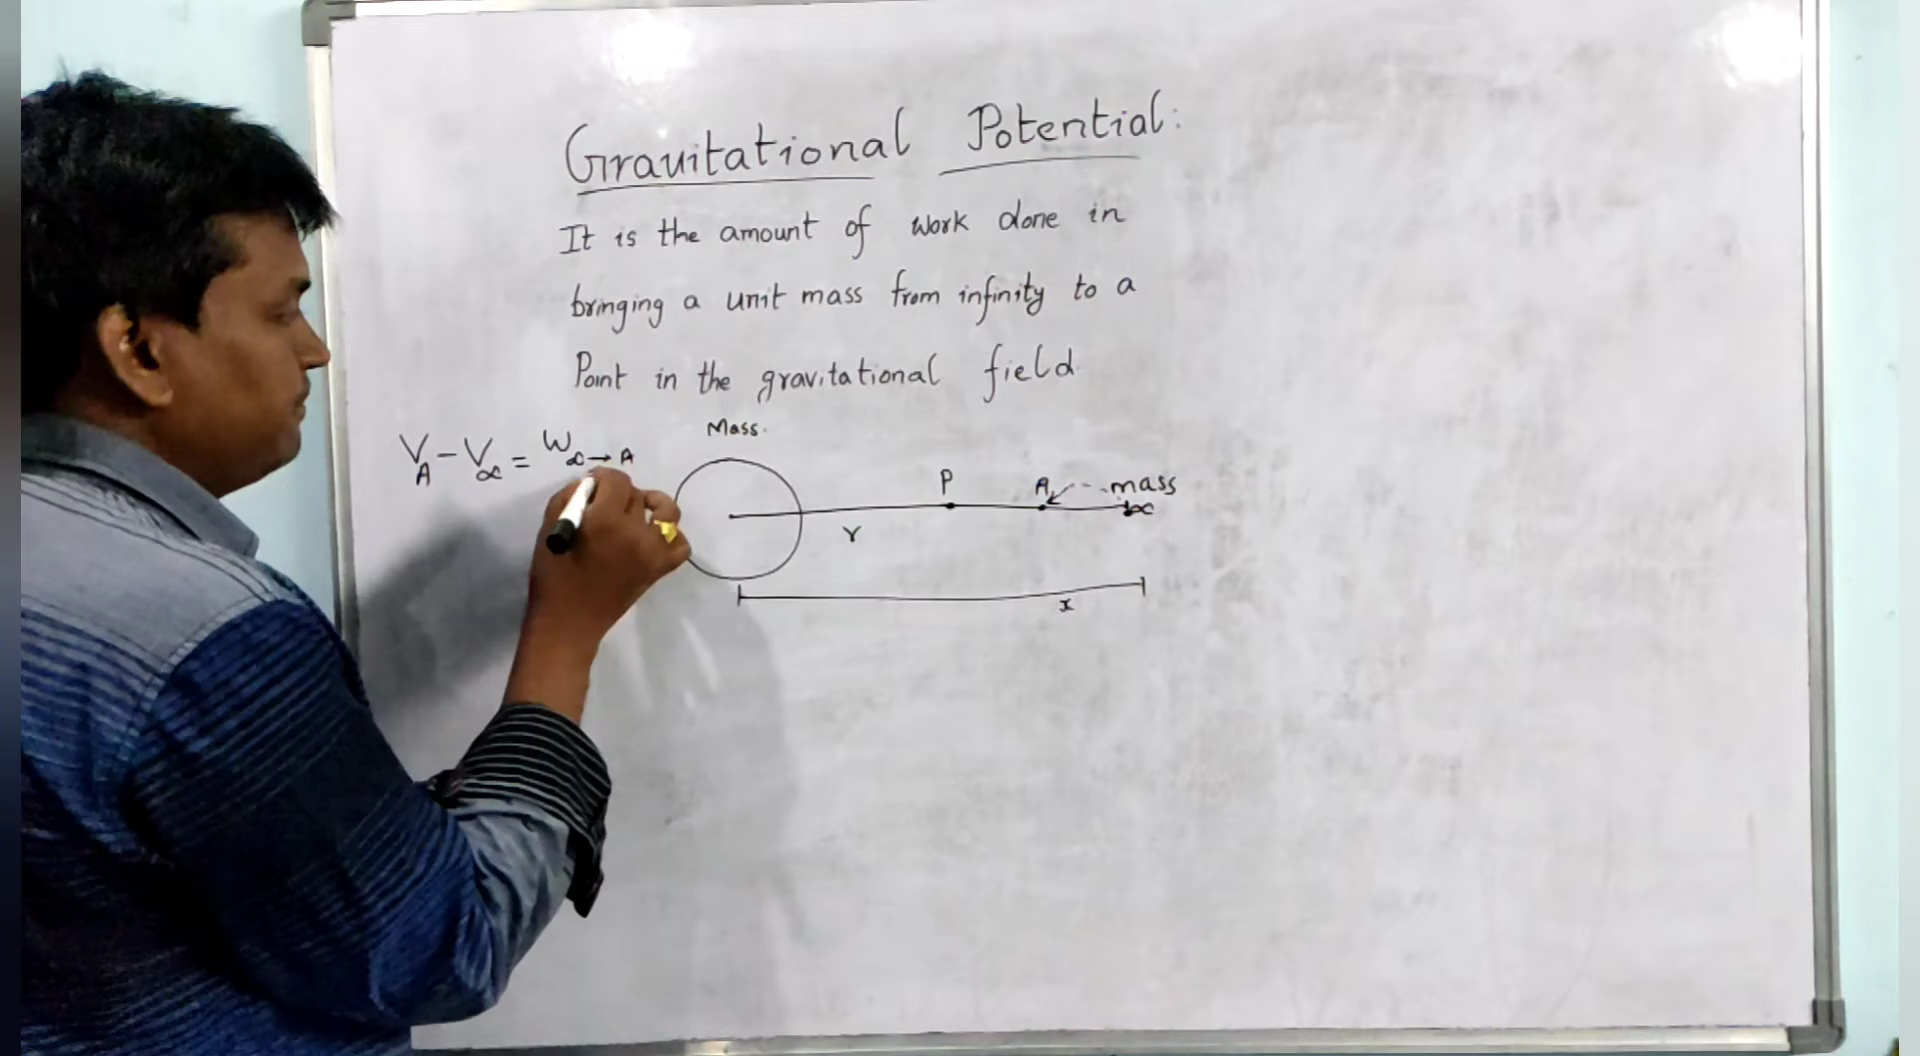 Gravitational Potential:
It is the amount of work done in
bringing a unit mass from infinity to a
Point in the gravitational field.
Mass.
V_A - V_∞ = W_∞→A
P A mass
∞
r
x